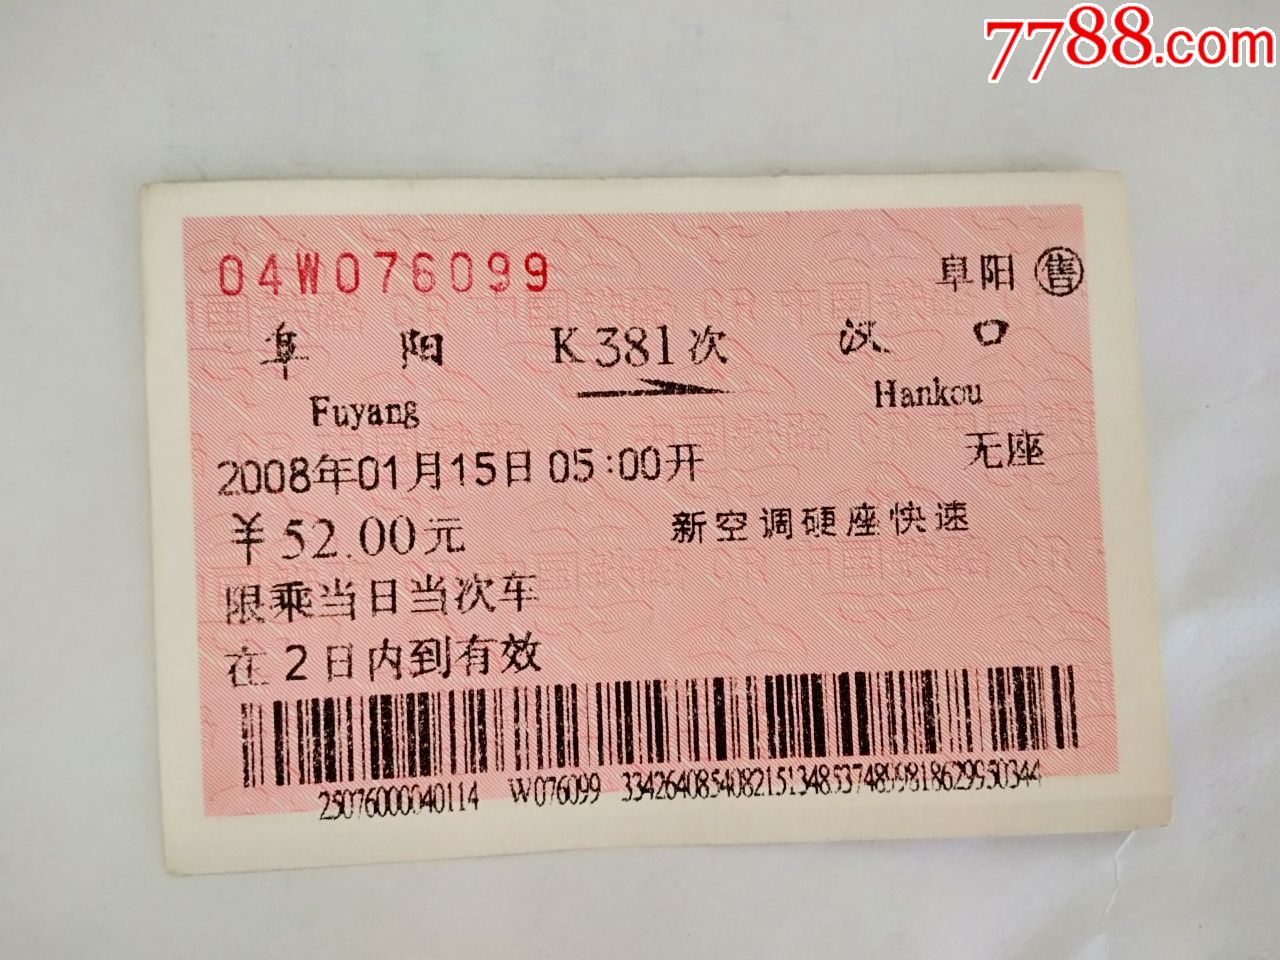 7788.com
04W076099
阜阳 售
阜 阳 K381次 汉 口
Fuyang Hankou
2008年01月15日05:00开 无座
¥52.00元 新空调硬座快速
限乘当日当次车
在2日内到有效
25076000040114 W076099 33426408540821513485374899818629950344